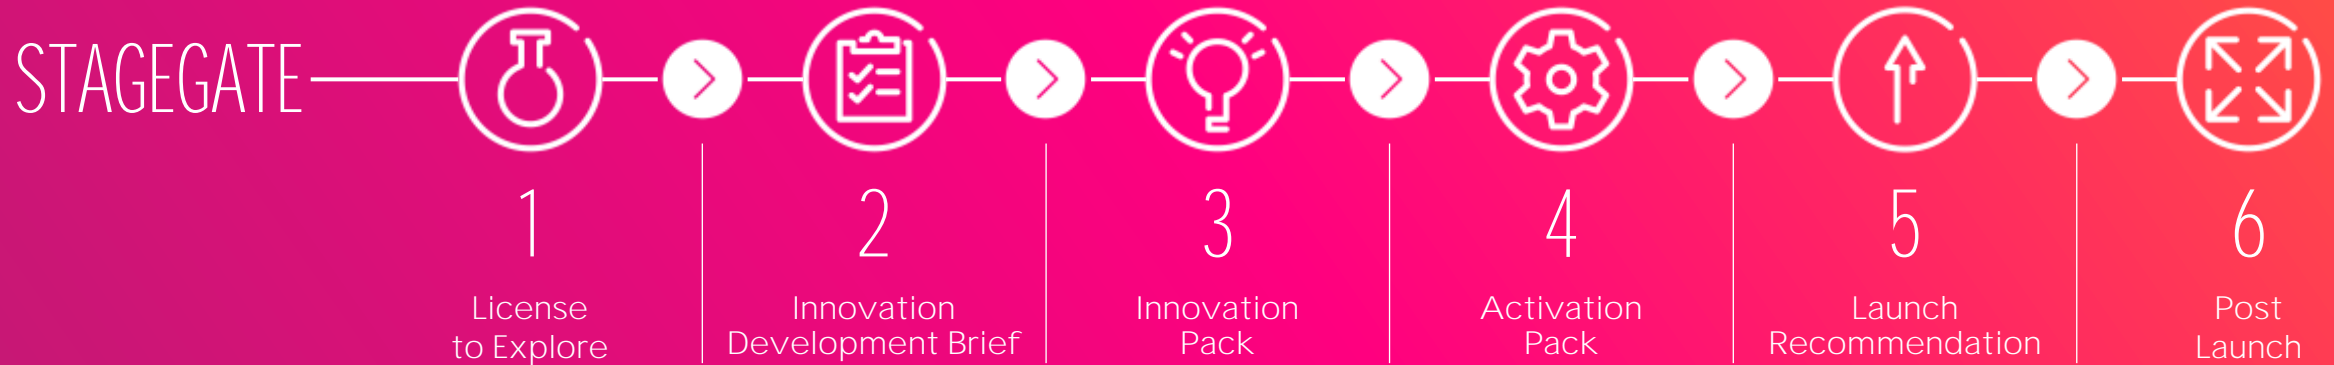 STAGEGATE
1
License
to Explore
2
Innovation
Development Brief
3
Innovation
Pack
4
Activation
Pack
5
Launch
Recommendation
6
Post
Launch